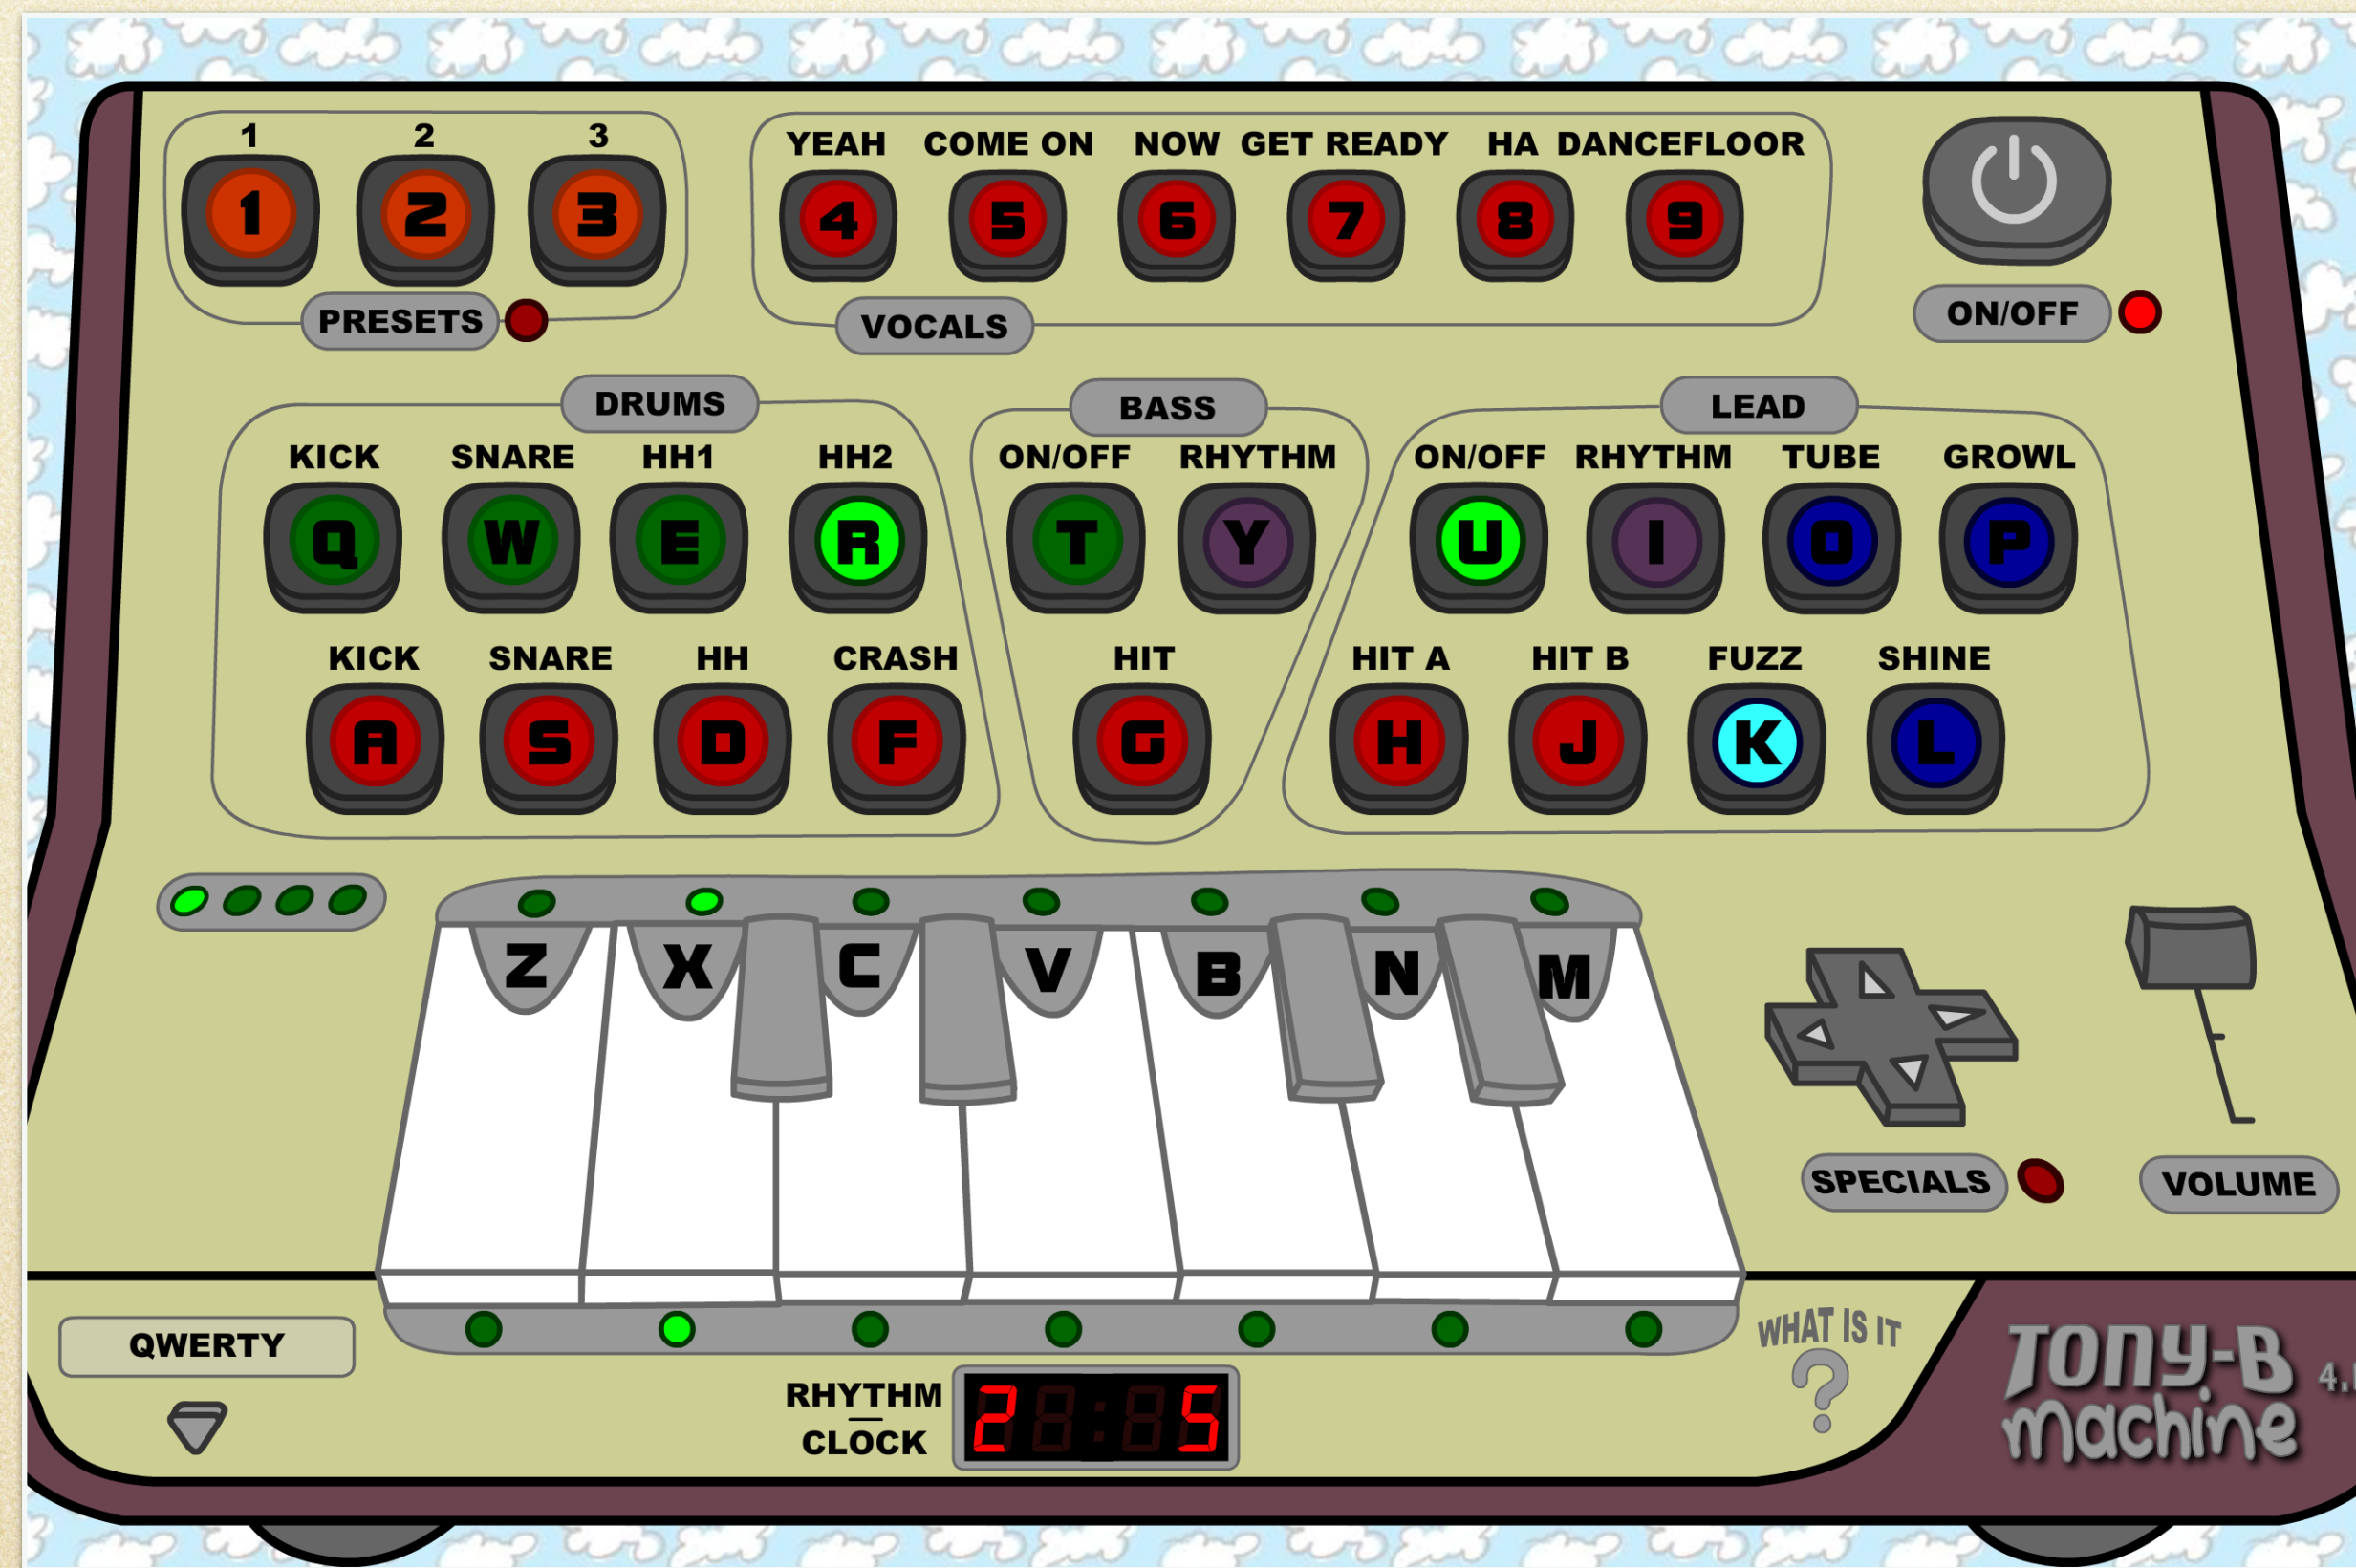 1 2 3
1 2 3
PRESETS
YEAH COME ON NOW GET READY HA DANCEFLOOR
4 5 6 7 8 9
VOCALS
ON/OFF
DRUMS
KICK SNARE HH1 HH2
Q W E R
KICK SNARE HH CRASH
A S D F
BASS
ON/OFF RHYTHM
T Y
HIT
G
LEAD
ON/OFF RHYTHM TUBE GROWL
U I O P
HIT A HIT B FUZZ SHINE
H J K L
Z X C V B N M
SPECIALS
VOLUME
QWERTY
RHYTHM
CLOCK
2 : 5
WHAT IS IT
?
TONY-B
machine